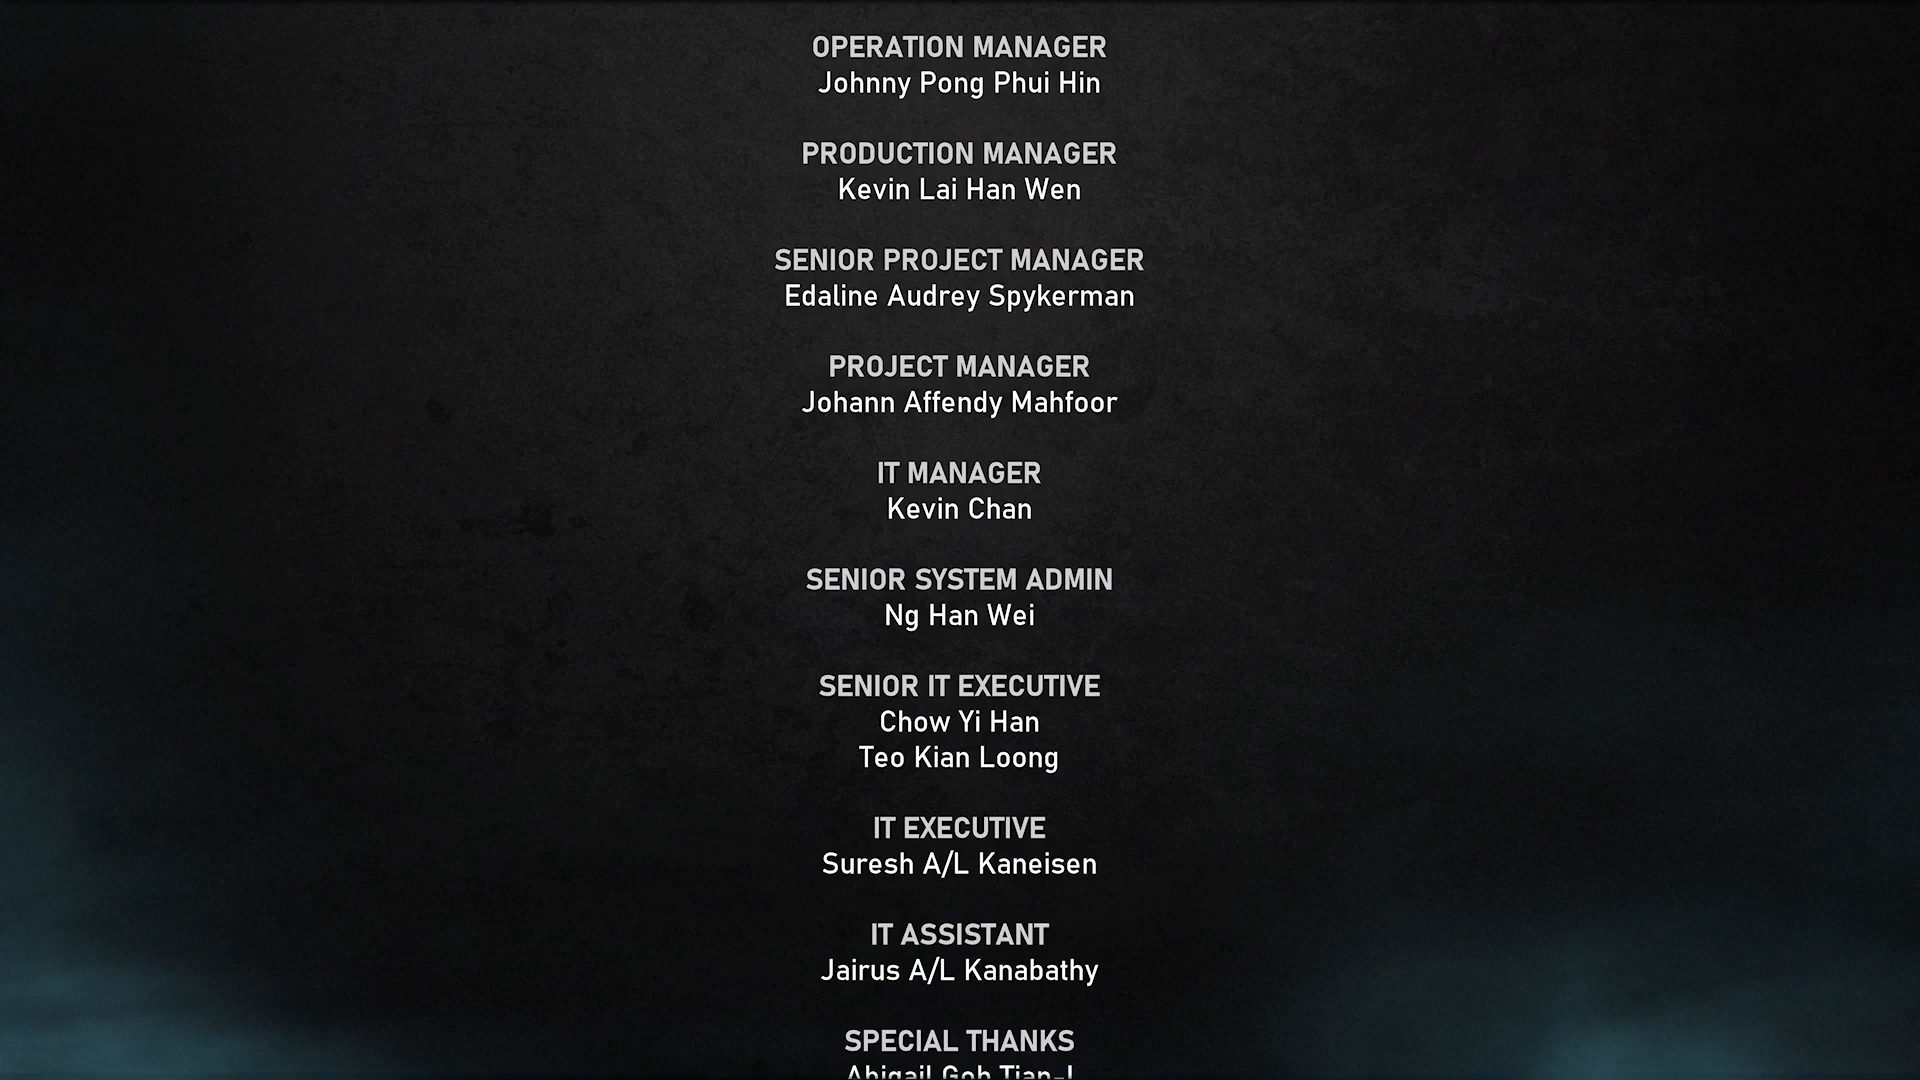 OPERATION MANAGER
Johnny Pong Phui Hin
PRODUCTION MANAGER
Kevin Lai Han Wen
SENIOR PROJECT MANAGER
Edaline Audrey Spykerman
PROJECT MANAGER
Johann Affendy Mahfoor
IT MANAGER
Kevin Chan
SENIOR SYSTEM ADMIN
Ng Han Wei
SENIOR IT EXECUTIVE
Chow Yi Han
Teo Kian Loong
IT EXECUTIVE
Suresh A/L Kaneisen
IT ASSISTANT
Jairus A/L Kanabathy
SPECIAL THANKS
Abigail Goh